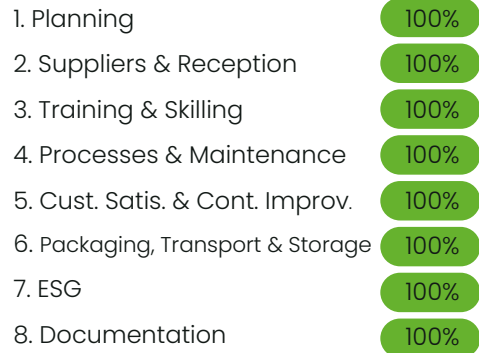 1. Planning 100%
2. Suppliers & Reception 100%
3. Training & Skilling 100%
4. Processes & Maintenance 100%
5. Cust. Satis. & Cont. Improv. 100%
6. Packaging, Transport & Storage 100%
7. ESG 100%
8. Documentation 100%